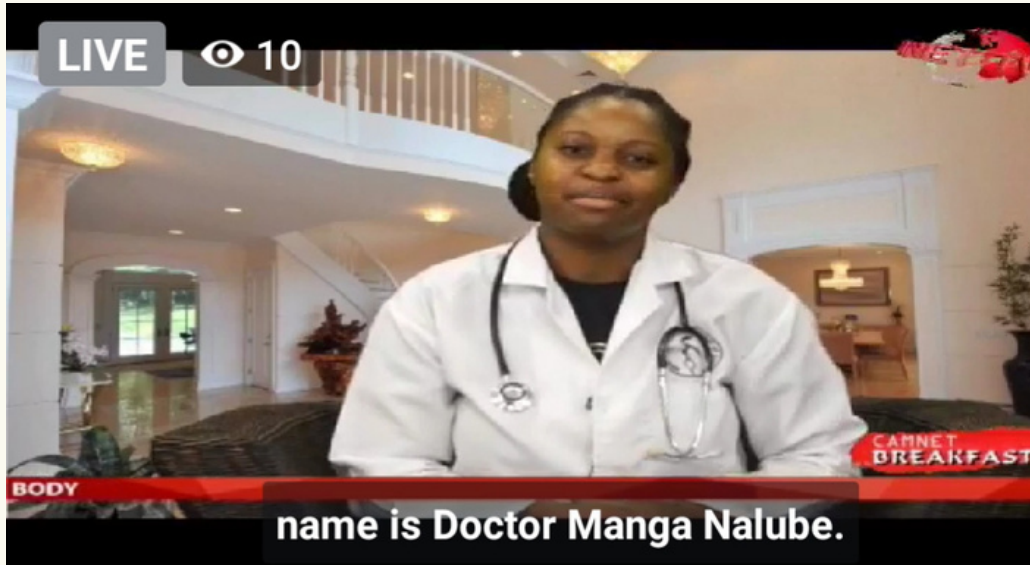 LIVE 10
CAMNET
BREAKFAST
BODY
name is Doctor Manga Nalube.